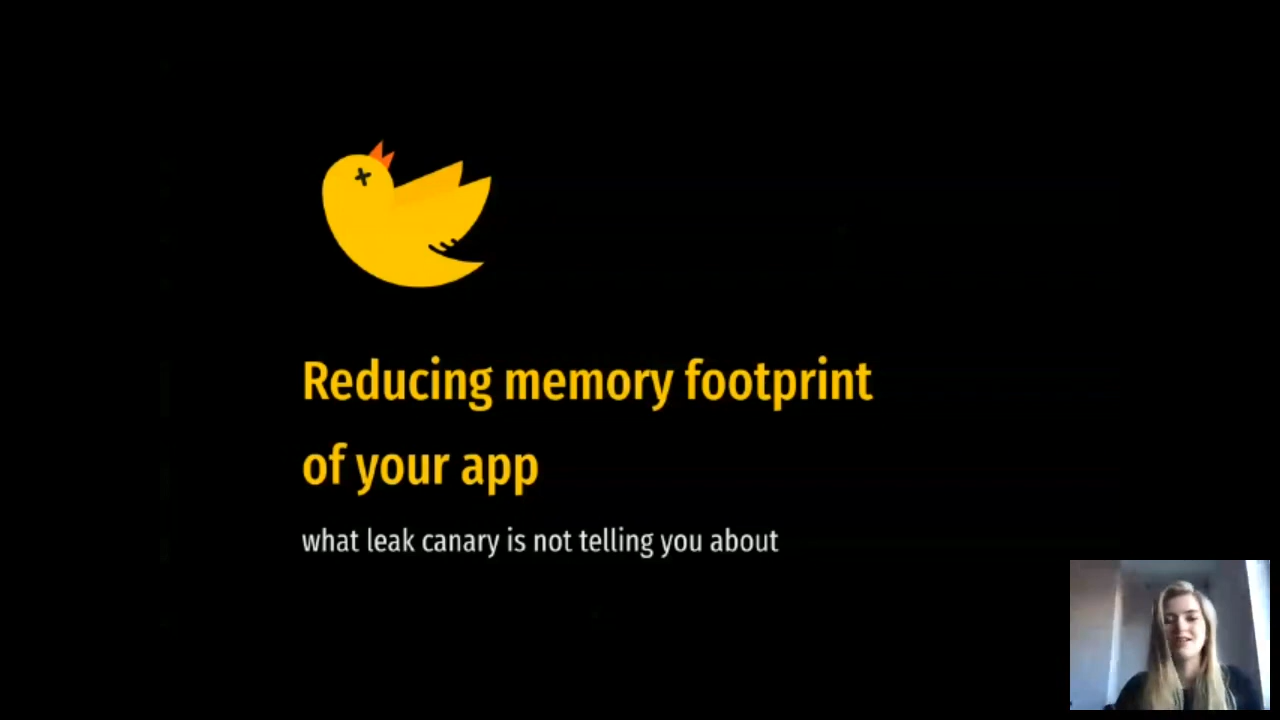 Reducing memory footprint
of your app
what leak canary is not telling you about